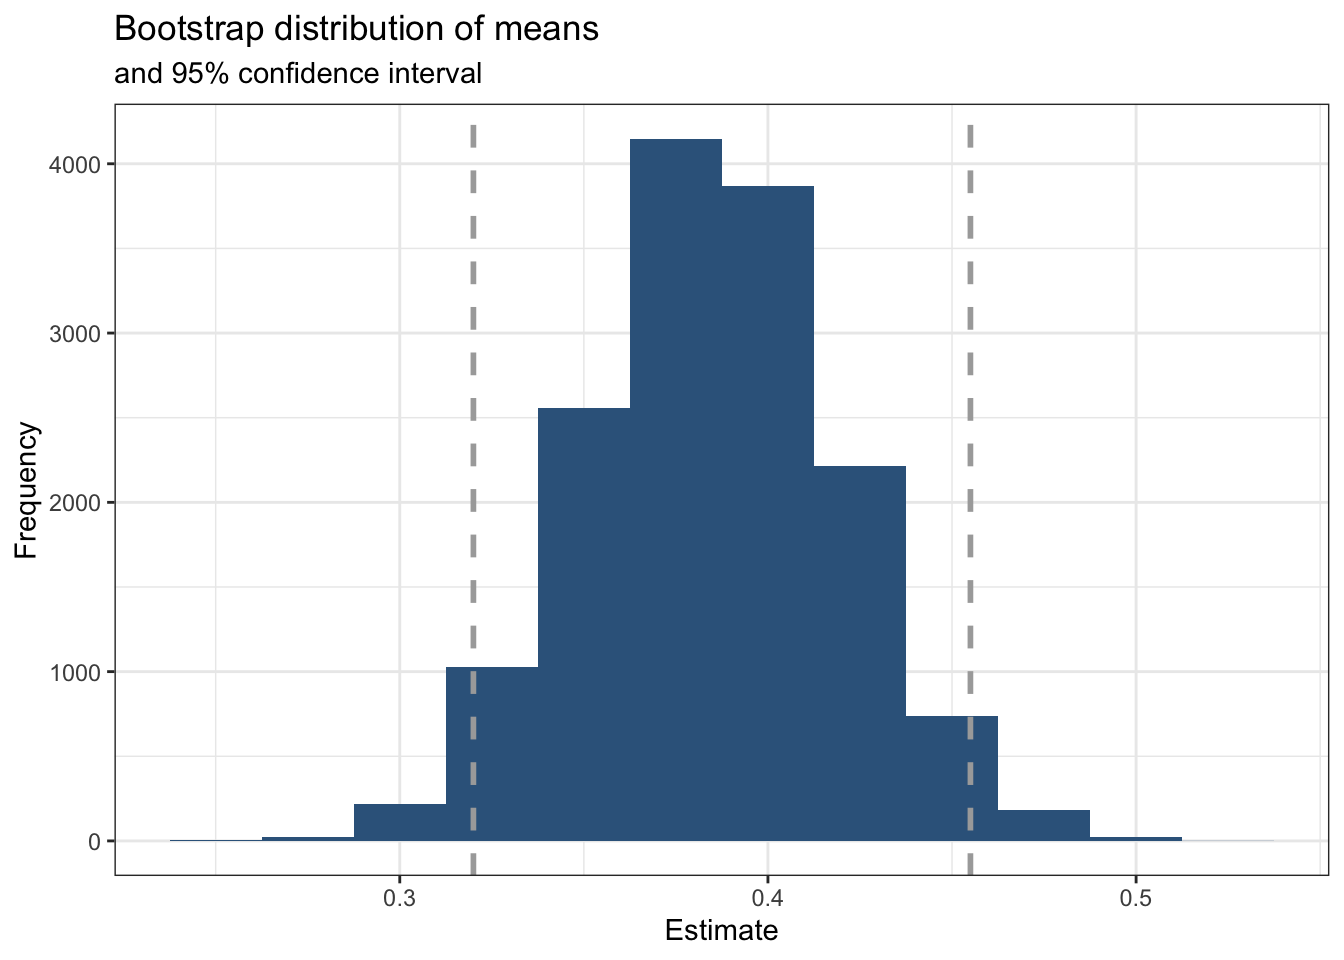 Bootstrap distribution of means
and 95% confidence interval
4000
3000
2000
1000
0
Frequency
0.3
0.4
0.5
Estimate